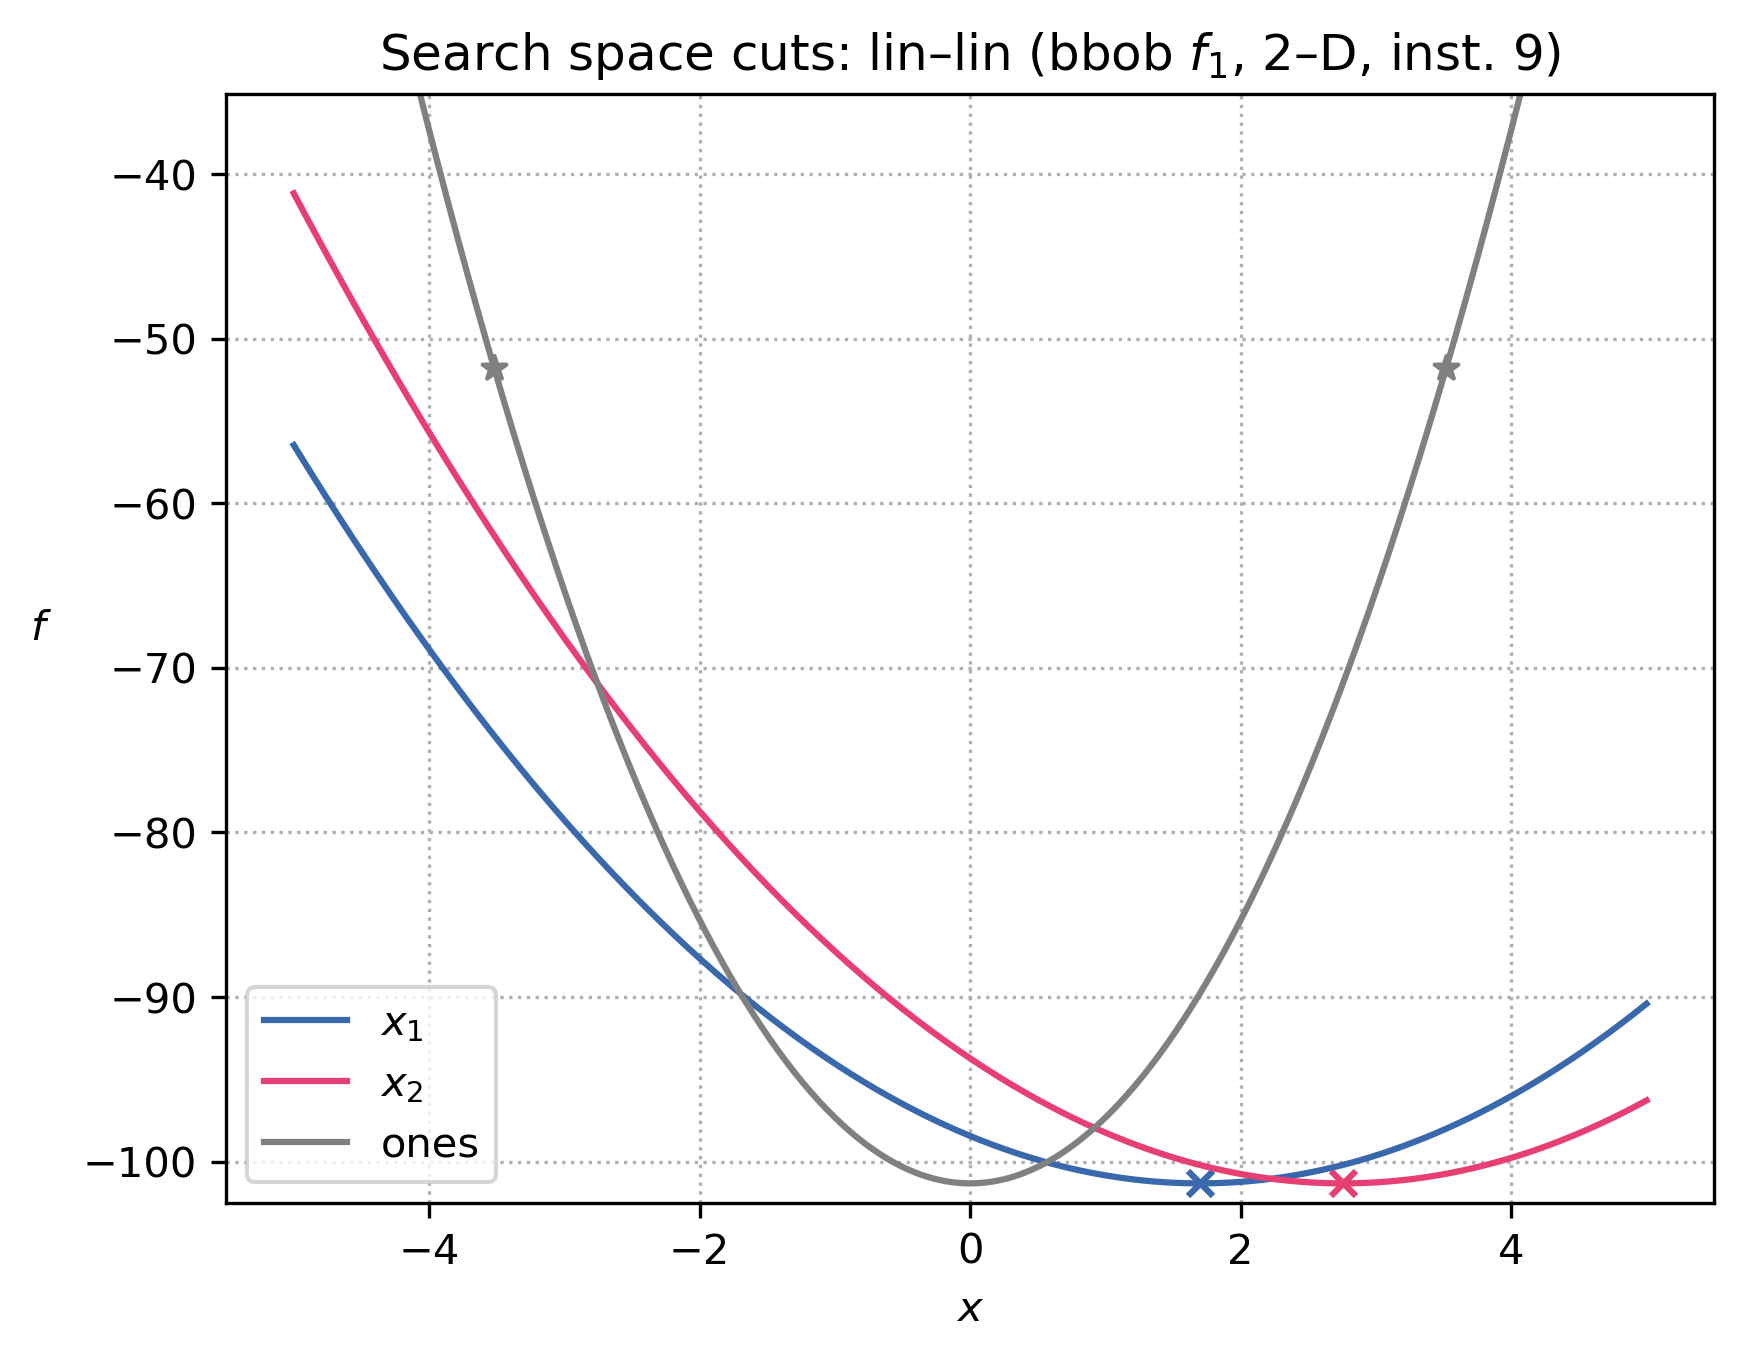 Search space cuts: lin–lin (bbob f₁, 2–D, inst. 9)
−40
−50
−60
f
−70
−80
−90
−100
x₁
x₂
ones
−4 −2 0 2 4
x